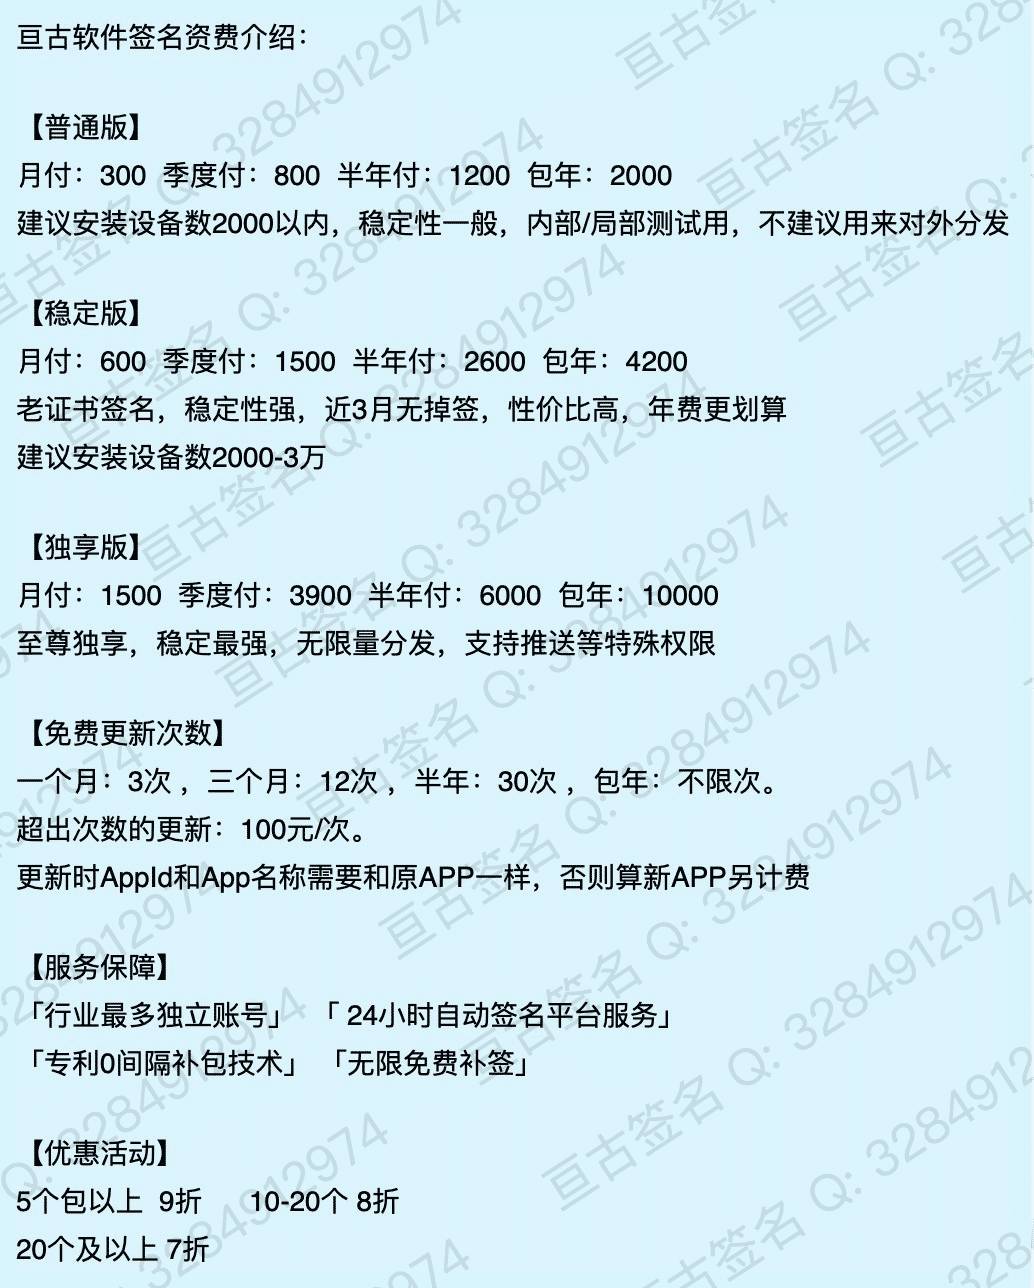 亘古软件签名资费介绍：
【普通版】
月付：300 季度付：800 半年付：1200 包年：2000
建议安装设备数2000以内，稳定性一般，内部/局部测试用，不建议用来对外分发
【稳定版】
月付：600 季度付：1500 半年付：2600 包年：4200
老证书签名，稳定性强，近3月无掉签，性价比高，年费更划算
建议安装设备数2000-3万
【独享版】
月付：1500 季度付：3900 半年付：6000 包年：10000
至尊独享，稳定最强，无限量分发，支持推送等特殊权限
【免费更新次数】
一个月：3次 ，三个月：12次 ，半年：30次 ，包年：不限次。
超出次数的更新：100元/次。
更新时AppId和App名称需要和原APP一样，否则算新APP另计费
【服务保障】
「行业最多独立账号」 「 24小时自动签名平台服务」
「专利0间隔补包技术」 「无限免费补签」
【优惠活动】
5个包以上 9折 10-20个 8折
20个及以上 7折
亘古签名 Q: 3284912974